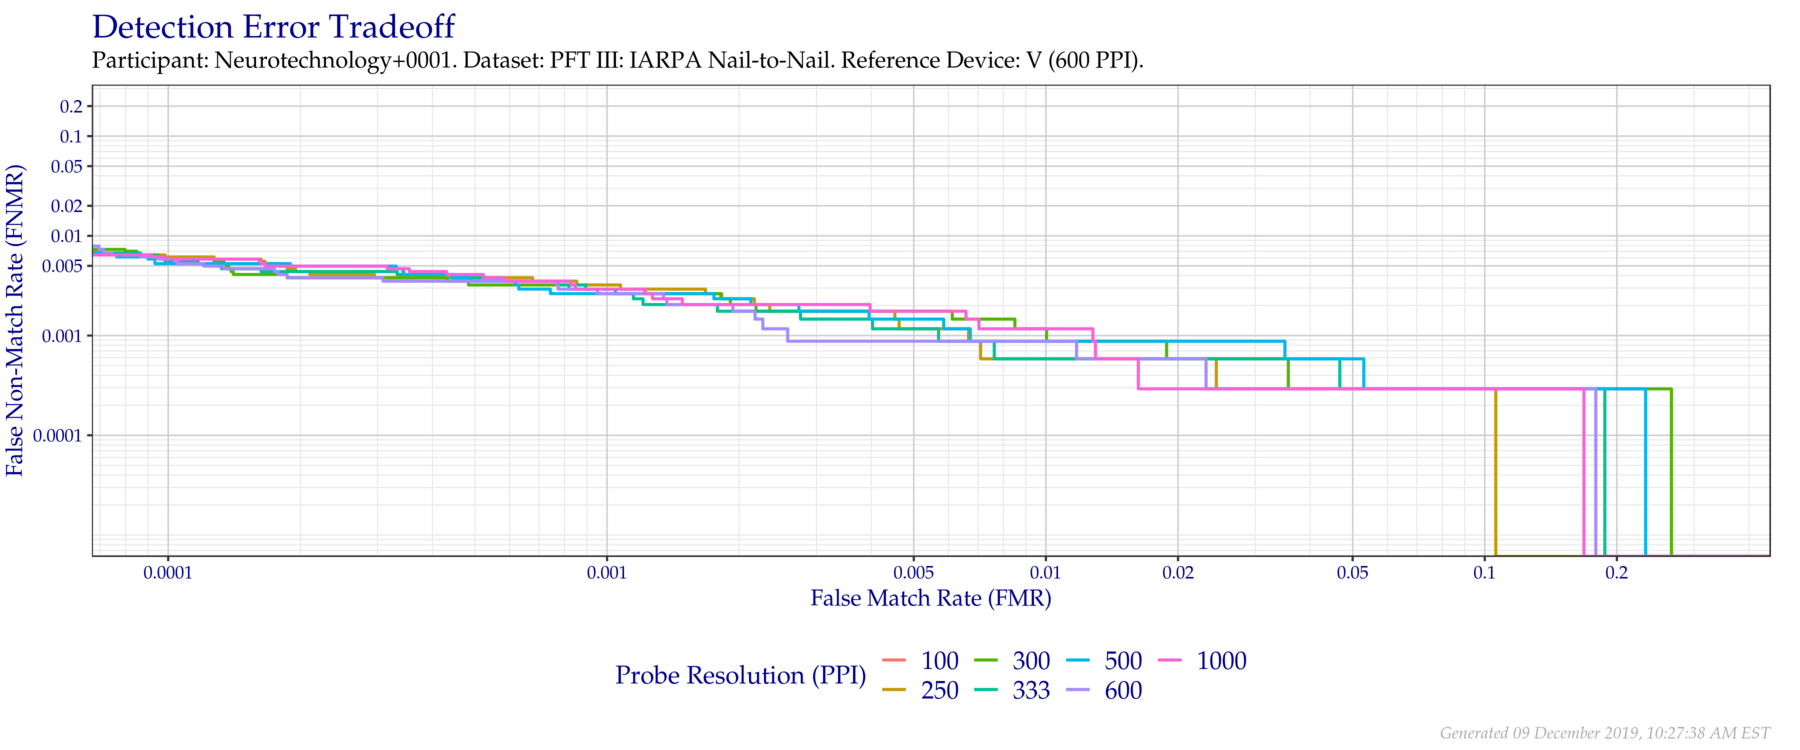 Detection Error Tradeoff
Participant: Neurotechnology+0001. Dataset: PFT III: IARPA Nail-to-Nail. Reference Device: V (600 PPI).
False Non-Match Rate (FNMR)
0.2
0.1
0.05
0.02
0.01
0.005
0.001
0.0001
0.0001 0.001 0.005 0.01 0.02 0.05 0.1 0.2
False Match Rate (FMR)
Probe Resolution (PPI)
100 300 500 1000
250 333 600
Generated 09 December 2019, 10:27:38 AM EST